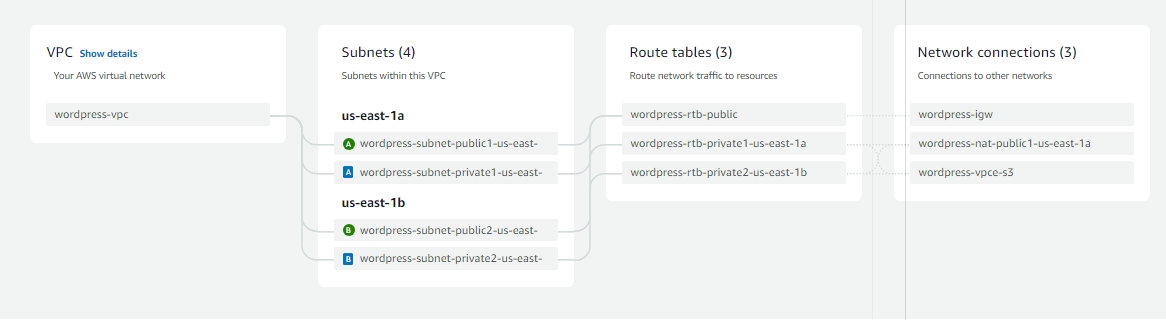 VPC Show details
Your AWS virtual network
wordpress-vpc
Subnets (4)
Subnets within this VPC
us-east-1a
A wordpress-subnet-public1-us-east-
A wordpress-subnet-private1-us-east-
us-east-1b
B wordpress-subnet-public2-us-east-
B wordpress-subnet-private2-us-east-
Route tables (3)
Route network traffic to resources
wordpress-rtb-public
wordpress-rtb-private1-us-east-1a
wordpress-rtb-private2-us-east-1b
Network connections (3)
Connections to other networks
wordpress-igw
wordpress-nat-public1-us-east-1a
wordpress-vpce-s3